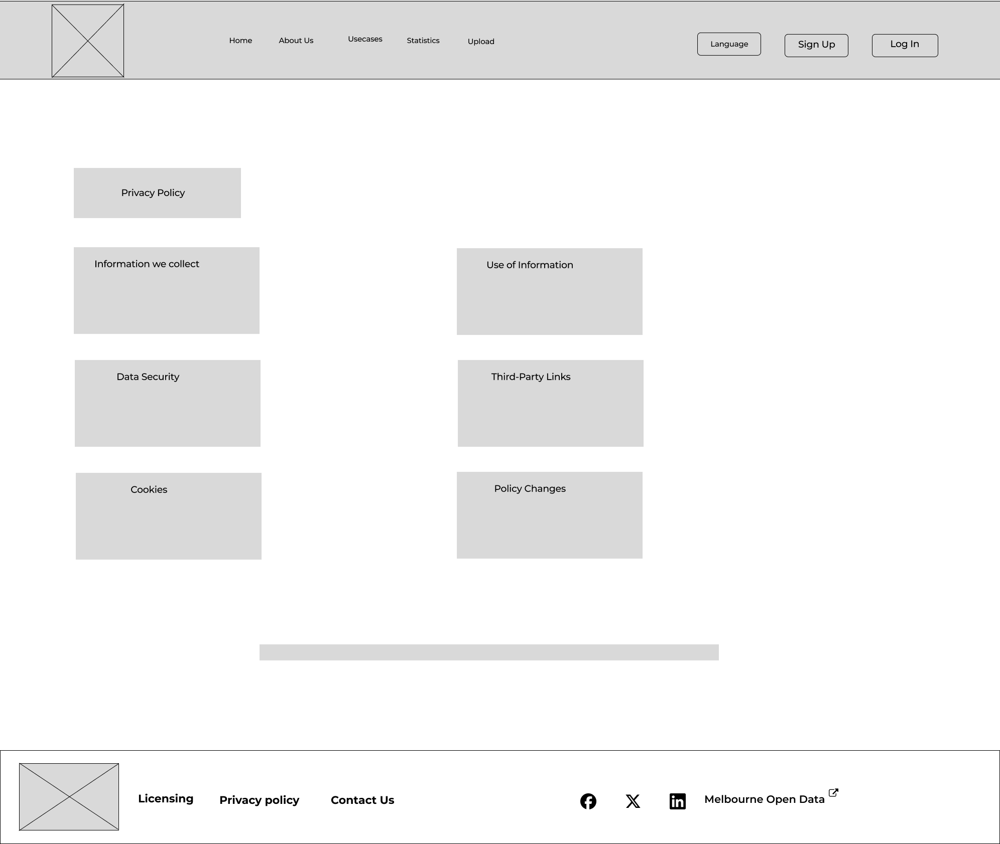 Home
About Us
Usecases
Statistics
Upload
Language
Sign Up
Log In
Privacy Policy
Information we collect
Use of Information
Data Security
Third-Party Links
Cookies
Policy Changes
Licensing
Privacy policy
Contact Us
Melbourne Open Data